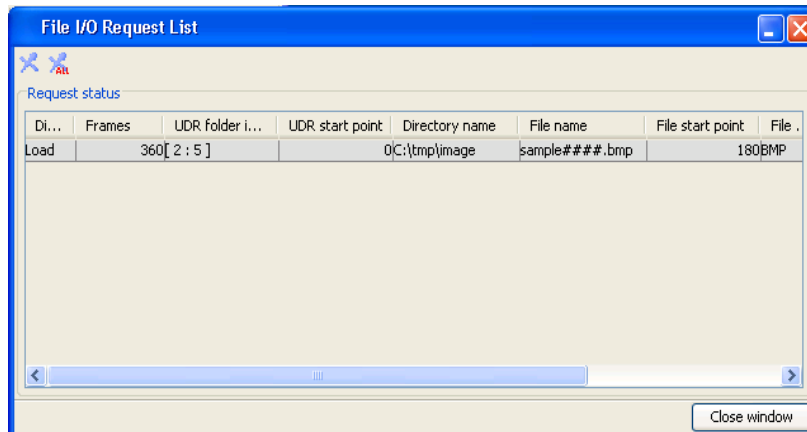 File I/O Request List
All
Request status
Di... Frames UDR folder i... UDR start point Directory name File name File start point File .
Load 360 [ 2 : 5 ] 0 C:\tmp\image sample####.bmp 180 BMP
Close window